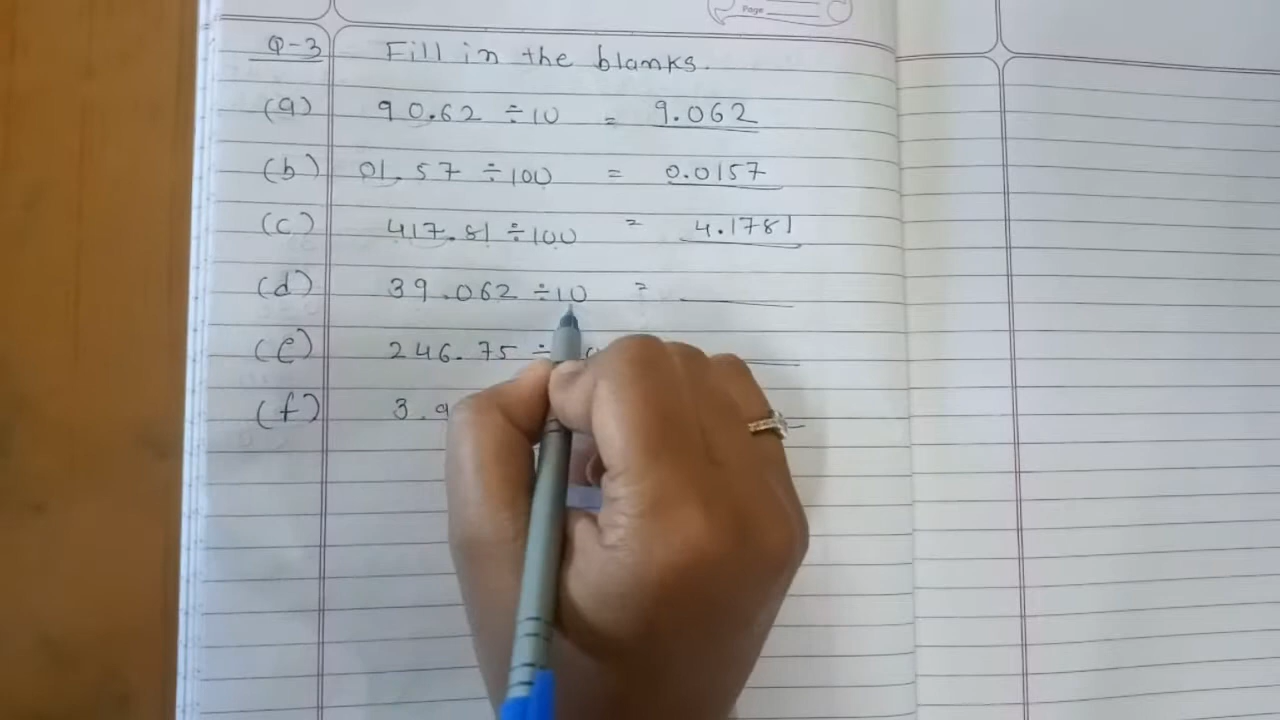 Page
Q-3 Fill in the blanks.
(a) 90.62 ÷10 = 9.062
(b) 01.57 ÷100 = 0.0157
(c) 417.81 ÷100 = 4.1781
(d) 39.062 ÷10 =
(e) 246.75 ÷
(f) 3.9